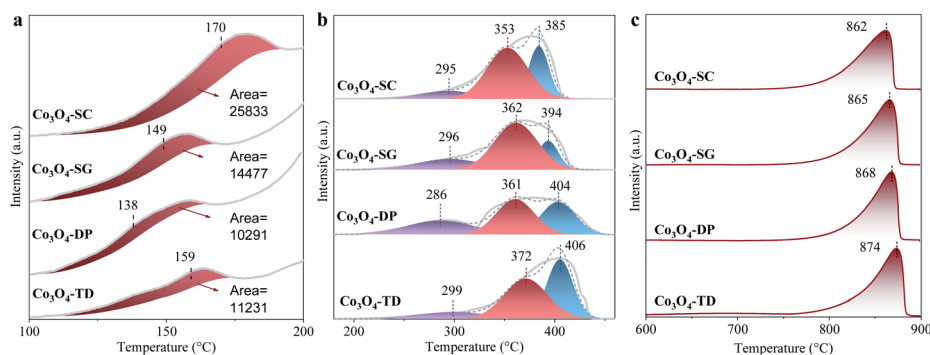 a
Intensity (a.u.)
170
Co₃O₄-SC
Area=
25833
149
Co₃O₄-SG
Area=
14477
138
Co₃O₄-DP
Area=
10291
159
Co₃O₄-TD
Area=
11231
100 150 200
Temperature (°C)
b
Intensity (a.u.)
295 353 385
Co₃O₄-SC
296 362 394
Co₃O₄-SG
286 361 404
Co₃O₄-DP
299 372 406
Co₃O₄-TD
200 300 400
Temperature (°C)
c
Intensity (a.u.)
862
Co₃O₄-SC
865
Co₃O₄-SG
868
Co₃O₄-DP
874
Co₃O₄-TD
600 700 800 900
Temperature (°C)